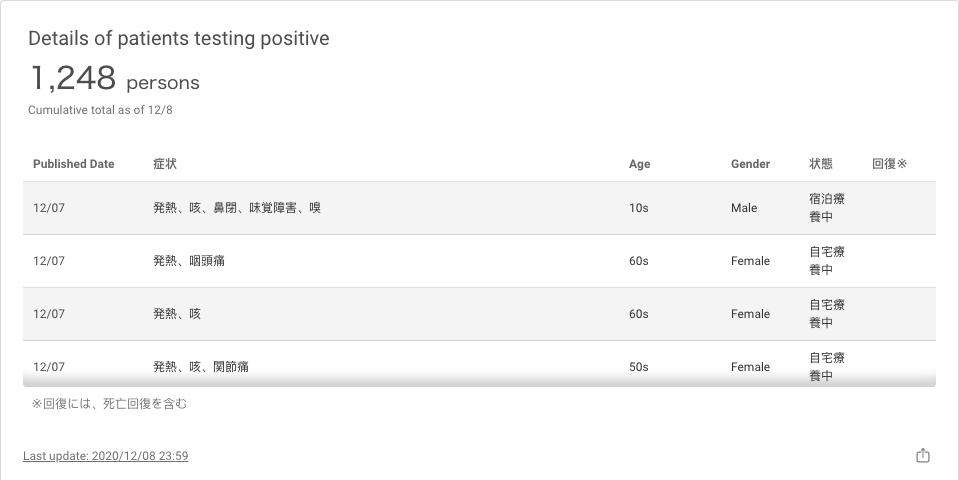 Details of patients testing positive
1,248 persons
Cumulative total as of 12/8
Published Date 症状 Age Gender 状態 回復※
12/07 発熱、咳、鼻閉、味覚障害、嗅 10s Male 宿泊療
養中
12/07 発熱、咽頭痛 60s Female 自宅療
養中
12/07 発熱、咳 60s Female 自宅療
養中
12/07 発熱、咳、関節痛 50s Female 自宅療
養中
※回復には、死亡回復を含む
Last update: 2020/12/08 23:59